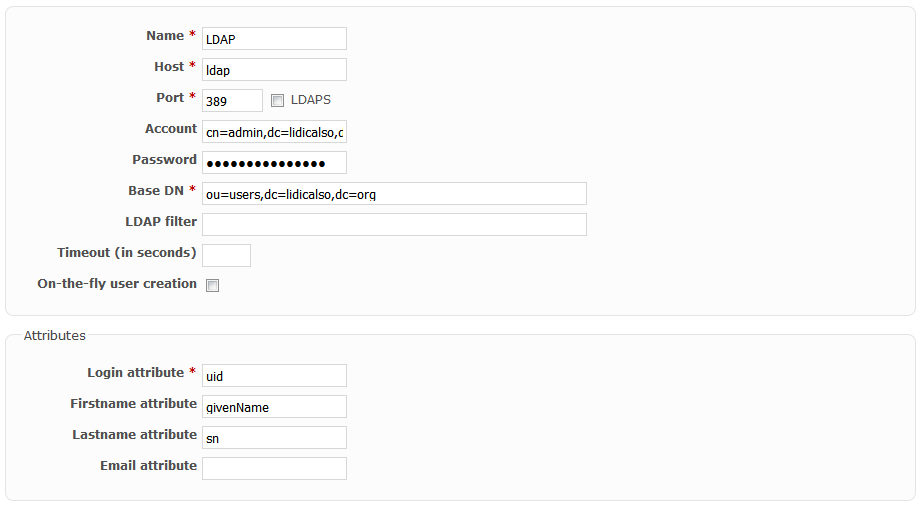 Name * LDAP
Host * ldap
Port * 389 LDAPS
Account cn=admin,dc=lidicalso,
Password ●●●●●●●●●●●●●●●
Base DN * ou=users,dc=lidicalso,dc=org
LDAP filter
Timeout (in seconds)
On-the-fly user creation
Attributes
Login attribute * uid
Firstname attribute givenName
Lastname attribute sn
Email attribute